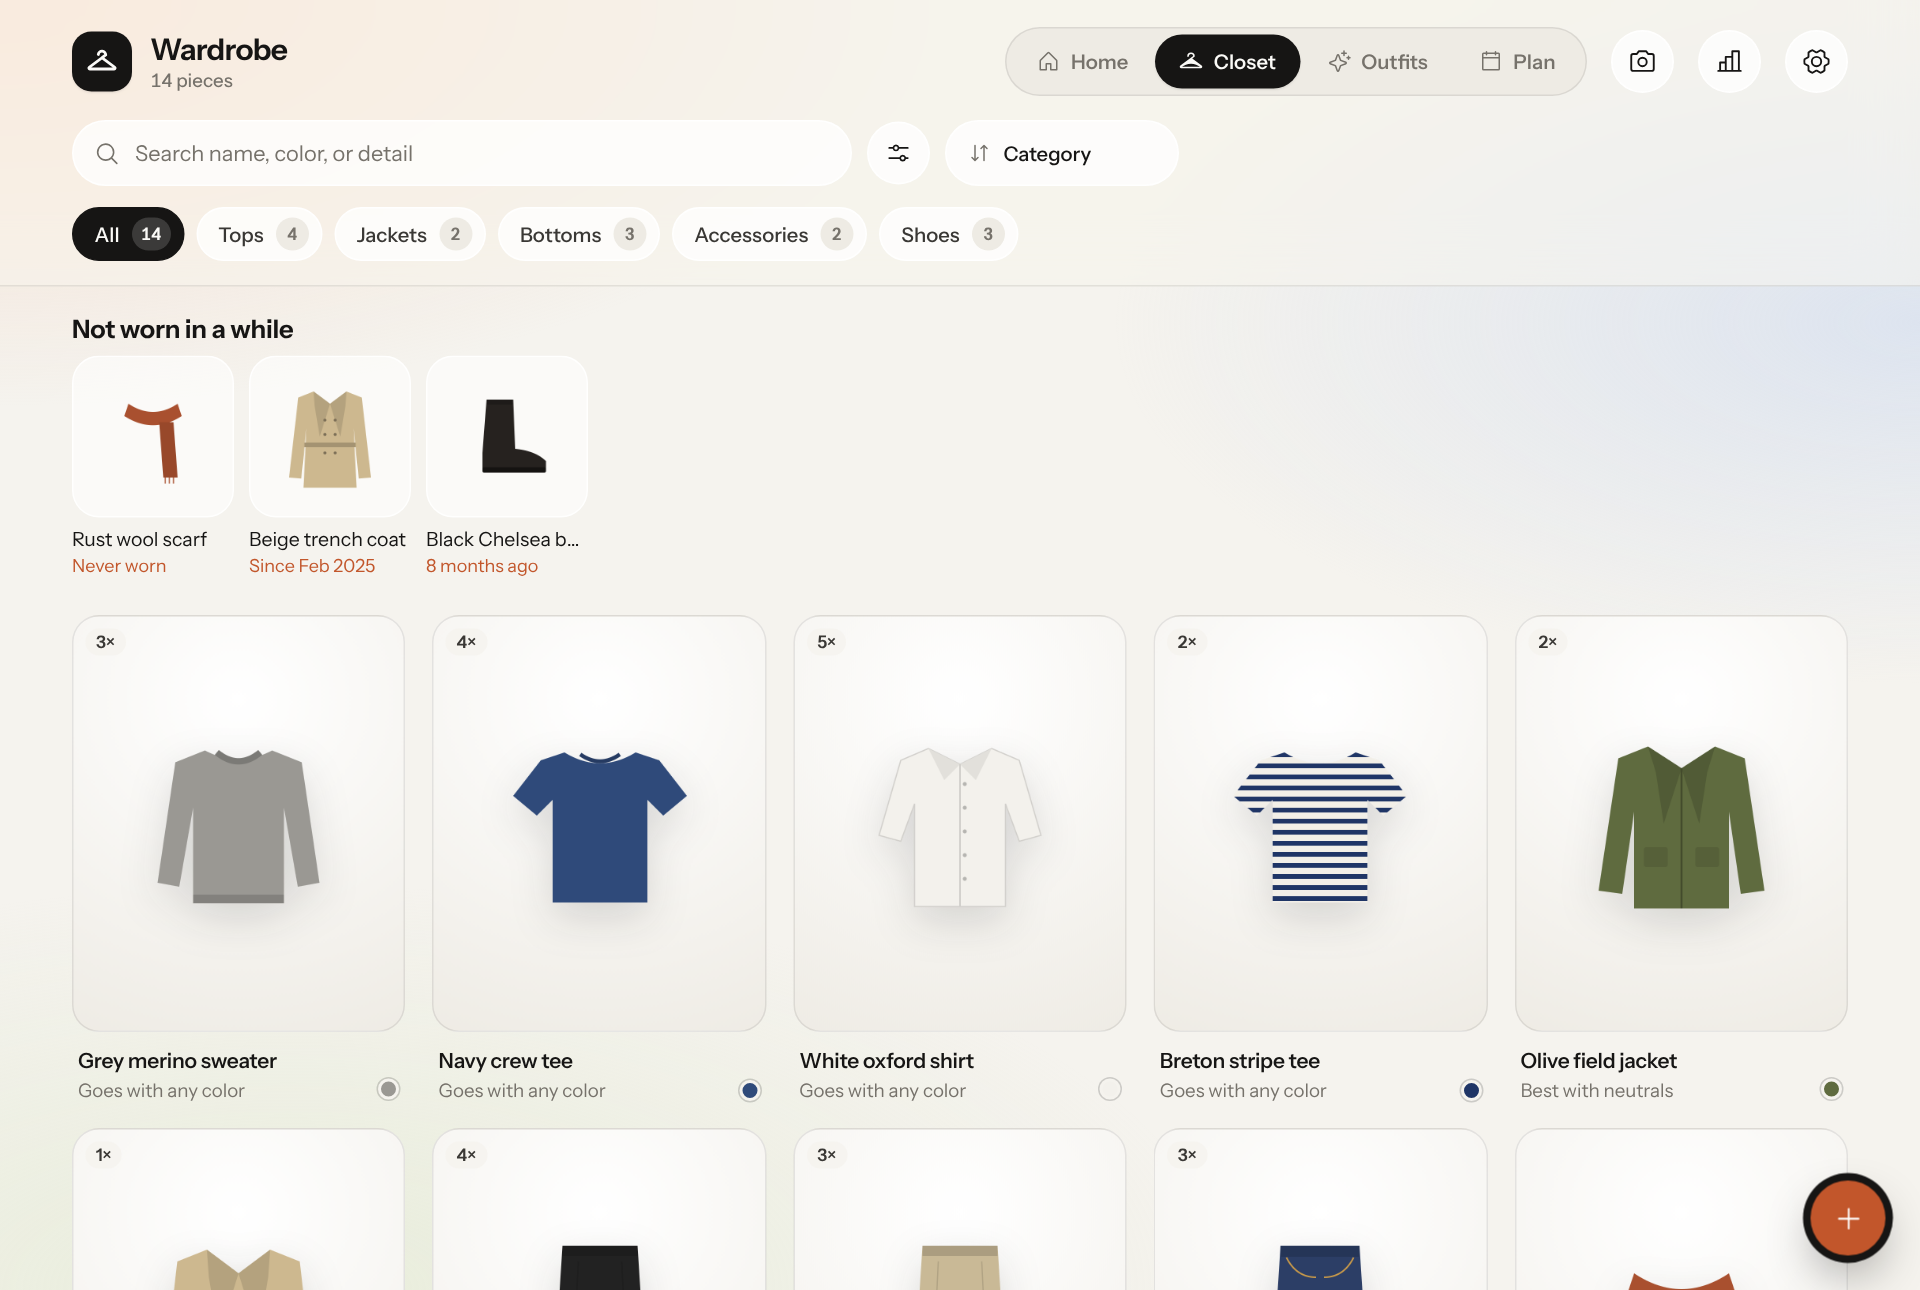 Wardrobe
14 pieces
Home
Closet
Outfits
Plan
Search name, color, or detail
Category
All 14
Tops 4
Jackets 2
Bottoms 3
Accessories 2
Shoes 3
Not worn in a while
Rust wool scarf
Never worn
Beige trench coat
Since Feb 2025
Black Chelsea b...
8 months ago
3×
4×
5×
2×
2×
Grey merino sweater
Goes with any color
Navy crew tee
Goes with any color
White oxford shirt
Goes with any color
Breton stripe tee
Goes with any color
Olive field jacket
Best with neutrals
1×
4×
3×
3×